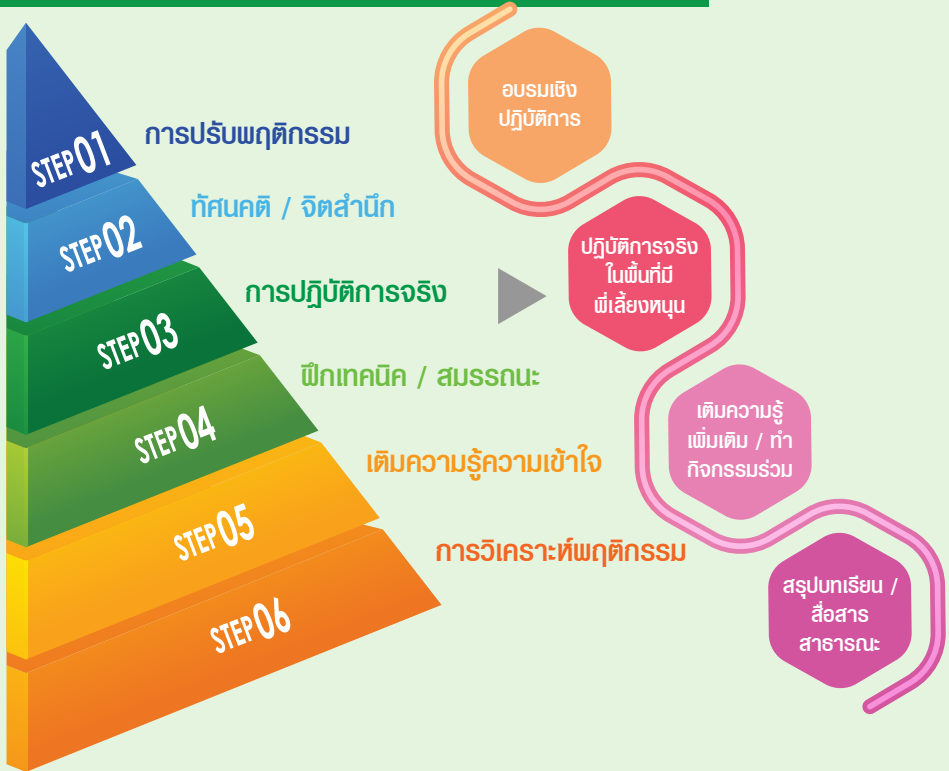 STEP 01
การปรับพฤติกรรม
STEP 02
ทัศนคติ / จิตสำนึก
STEP 03
การปฏิบัติการจริง
STEP 04
ฝึกเทคนิค / สมรรถนะ
STEP 05
เติมความรู้ความเข้าใจ
STEP 06
การวิเคราะห์พฤติกรรม
อบรมเชิง
ปฏิบัติการ
ปฏิบัติการจริง
ในพื้นที่มี
พี่เลี้ยงหนุน
เติมความรู้
เพิ่มเติม / ทำ
กิจกรรมร่วม
สรุปบทเรียน /
สื่อสาร
สาธารณะ